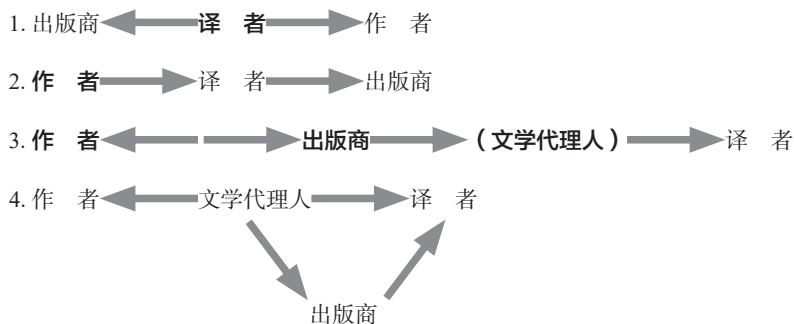 1. 出版商 译 者 作 者
2. 作 者 译 者 出版商
3. 作 者 出版商 (文学代理人) 译 者
4. 作 者 文学代理人 译 者
出版商